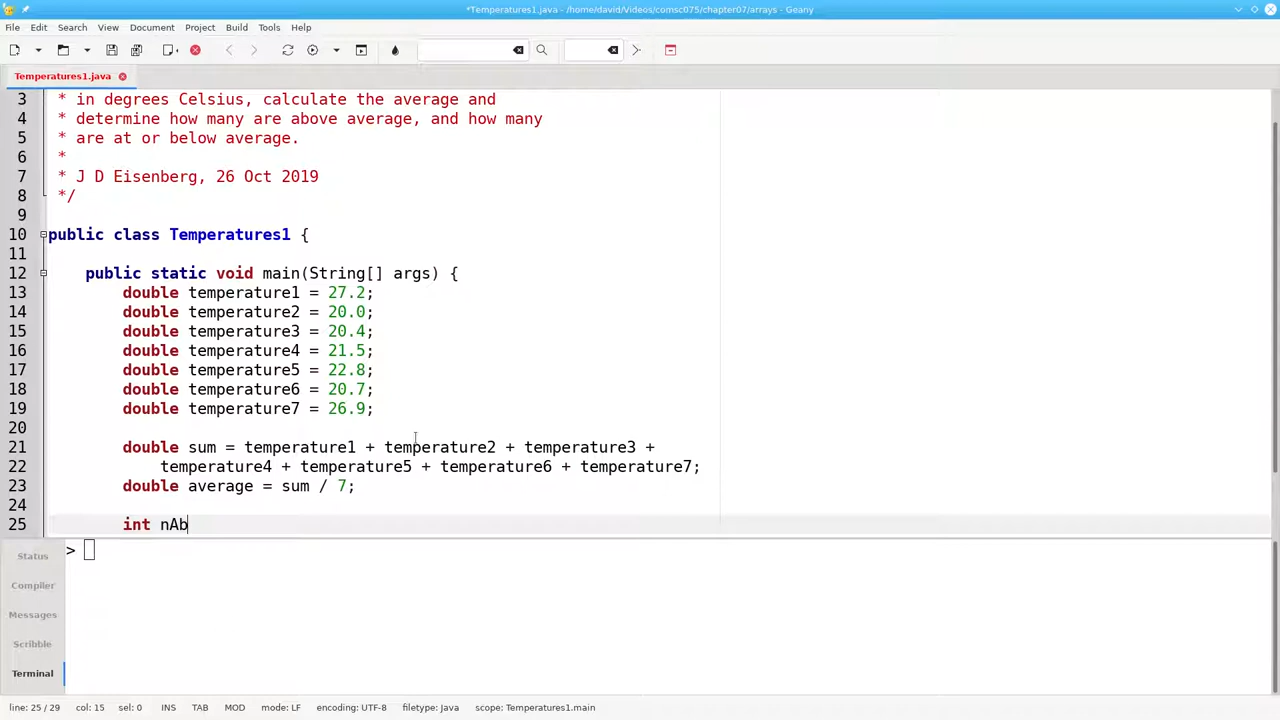 *Temperatures1.java - /home/david/Videos/comsc075/chapter07/arrays - Geany
File Edit Search View Document Project Build Tools Help
Temperatures1.java
3 * in degrees Celsius, calculate the average and
4 * determine how many are above average, and how many
5 * are at or below average.
6 *
7 * J D Eisenberg, 26 Oct 2019
8 */
9
10 public class Temperatures1 {
11
12 public static void main(String[] args) {
13 double temperature1 = 27.2;
14 double temperature2 = 20.0;
15 double temperature3 = 20.4;
16 double temperature4 = 21.5;
17 double temperature5 = 22.8;
18 double temperature6 = 20.7;
19 double temperature7 = 26.9;
20
21 double sum = temperature1 + temperature2 + temperature3 +
22 temperature4 + temperature5 + temperature6 + temperature7;
23 double average = sum / 7;
24
25 int nAb
>
Status
Compiler
Messages
Scribble
Terminal
line: 25 / 29 col: 15 sel: 0 INS TAB MOD mode: LF encoding: UTF-8 filetype: Java scope: Temperatures1.main